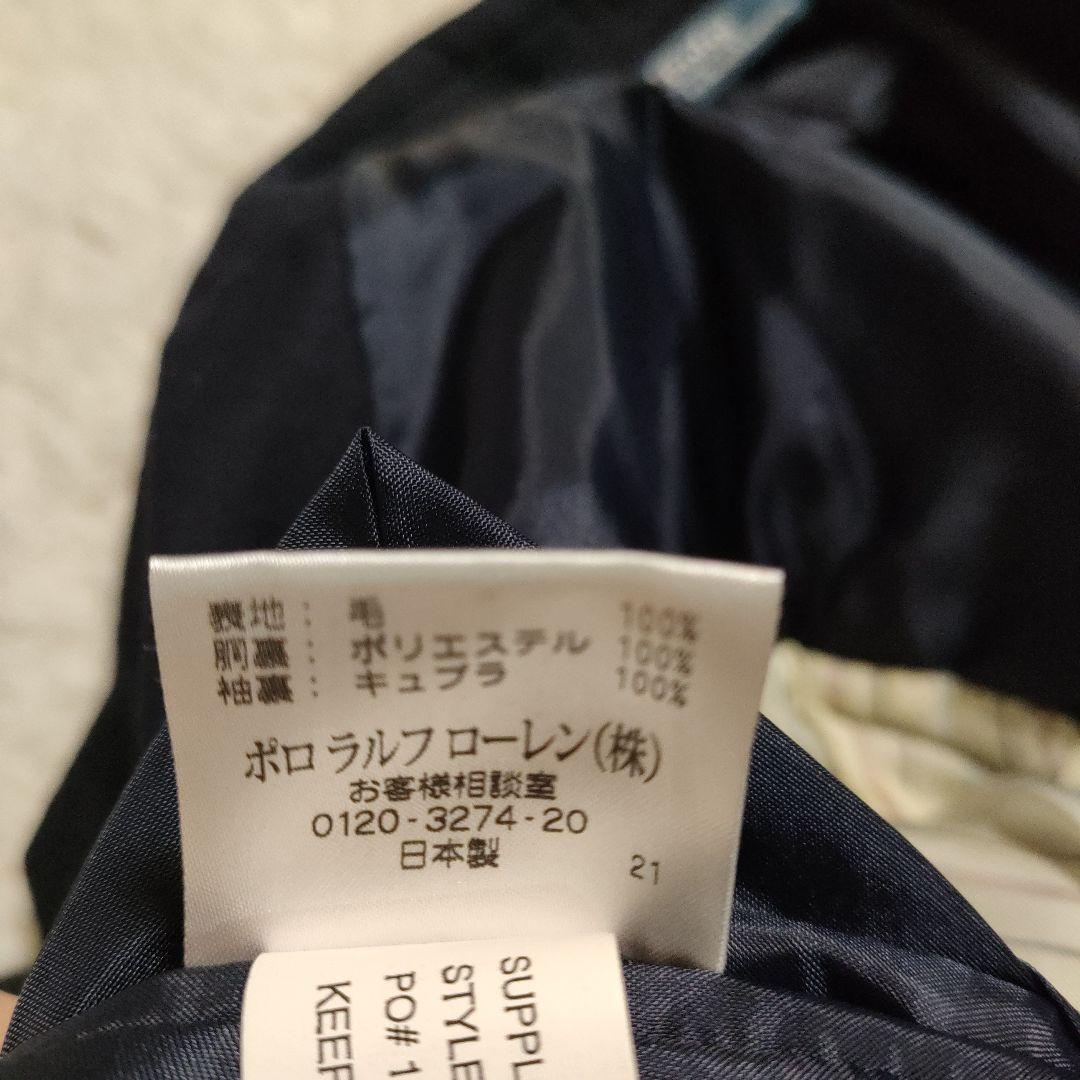 表地： 毛 100%
胴裏： ポリエステル 100%
袖裏： キュプラ 100%
ポロ ラルフ ローレン(株)
お客様相談室
0120-3274-20
日本製
21
SUPPL
STYLE
PO# 1
KEEP